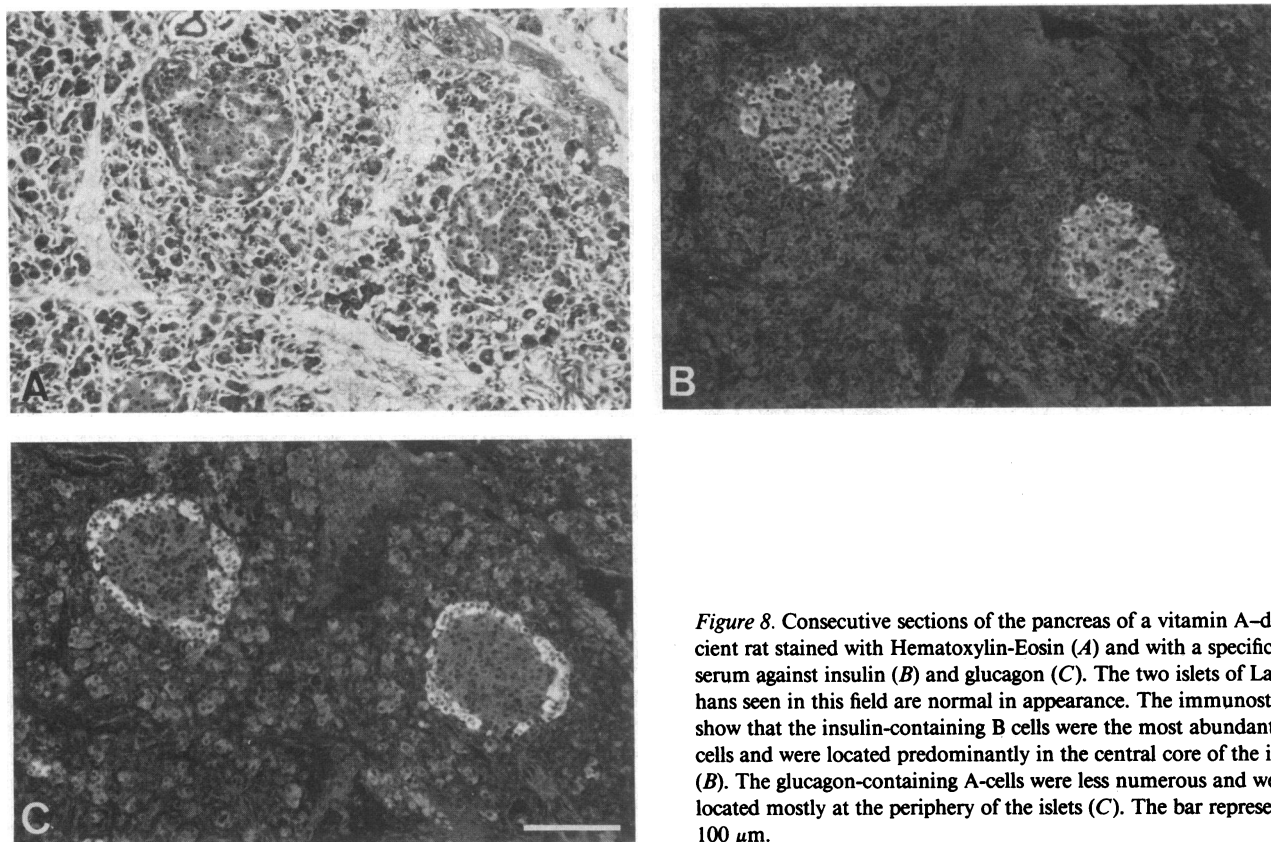 A
B
C
Figure 8. Consecutive sections of the pancreas of a vitamin A–d
cient rat stained with Hematoxylin-Eosin (A) and with a specific
serum against insulin (B) and glucagon (C). The two islets of La
hans seen in this field are normal in appearance. The immunost
show that the insulin-containing B cells were the most abundant
cells and were located predominantly in the central core of the i
(B). The glucagon-containing A-cells were less numerous and we
located mostly at the periphery of the islets (C). The bar represe
100 μm.